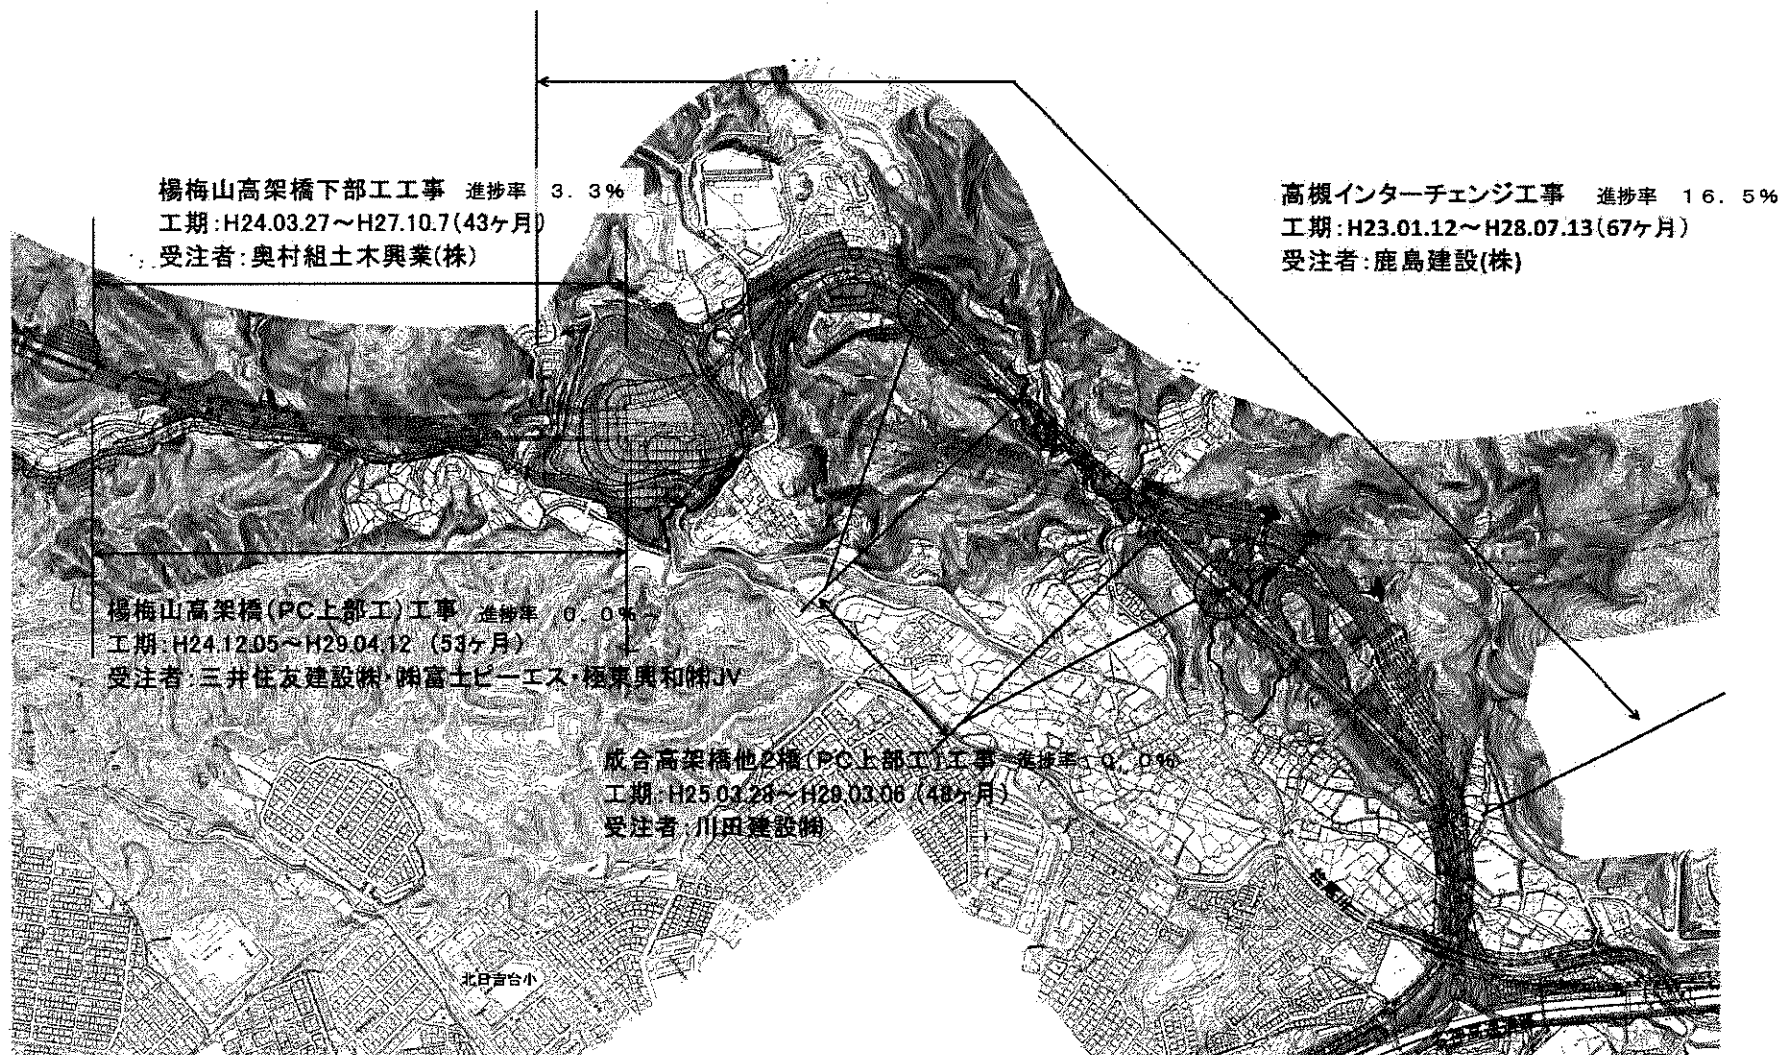 楊梅山高架橋下部工工事 進捗率 3.3%
工期:H24.03.27～H27.10.7(43ヶ月)
受注者:奥村組土木興業(株)
高槻インターチェンジ工事 進捗率 16.5%
工期:H23.01.12～H28.07.13(67ヶ月)
受注者:鹿島建設(株)
楊梅山高架橋(PC上部工)工事 進捗率 0.0%
工期:H24.12.05～H29.04.12 (53ヶ月)
受注者:三井住友建設㈱・㈱富士ピーエス・極東興和㈱JV
成合高架橋他2橋(PC上部工)工事 進捗率 0.0%
工期:H25.03.28～H29.03.06 (48ヶ月)
受注者:川田建設㈱
北日吉台小